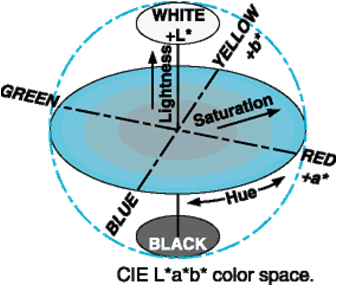 WHITE
+L*
YELLOW
+b*
Lightness
GREEN
Saturation
RED
+a*
Hue
BLUE
BLACK
CIE L*a*b* color space.